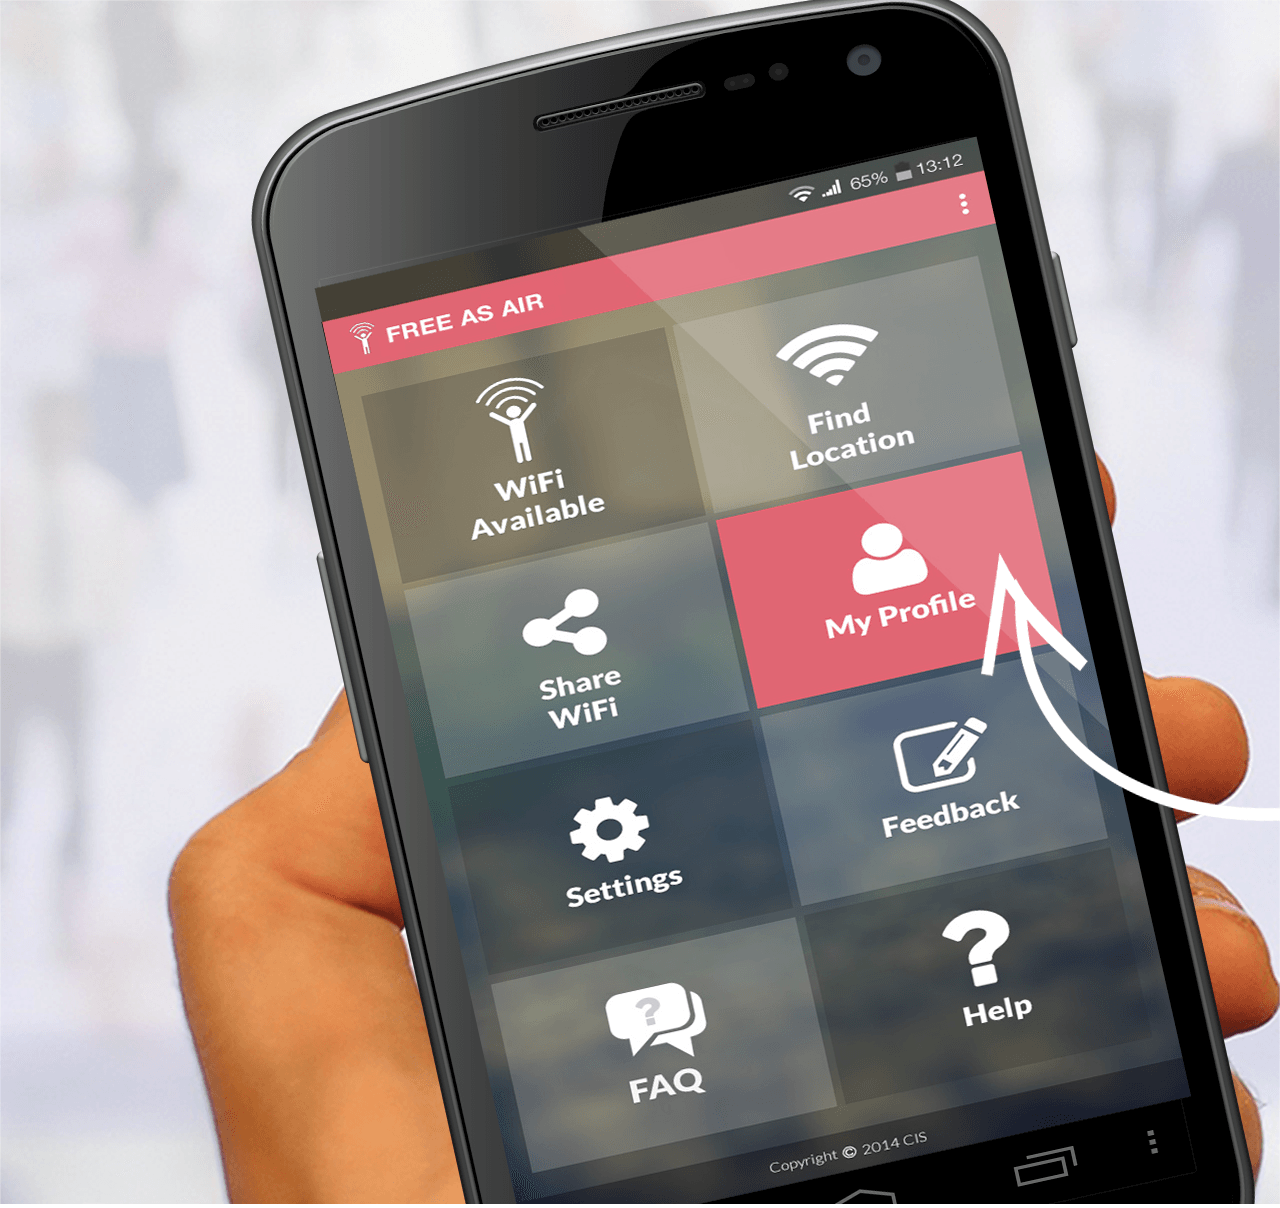 65% 13:12
FREE AS AIR
WiFi
Available
Find
Location
Share
WiFi
My Profile
Settings
Feedback
FAQ
?
Help
Copyright © 2014 CIS